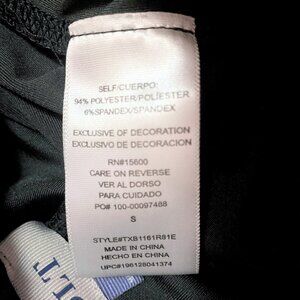 SELF/CUERPO:
94% POLYESTER/POLIESTER
6%SPANDEX/SPANDEX
EXCLUSIVE OF DECORATION
EXCLUSIVO DE DECORACION
RN#15600
CARE ON REVERSE
VER AL DORSO
PARA CUIDADO
PO# 100-00097488
S
STYLE#TXB1161R81E
MADE IN CHINA
HECHO EN CHINA
UPC#196128041374